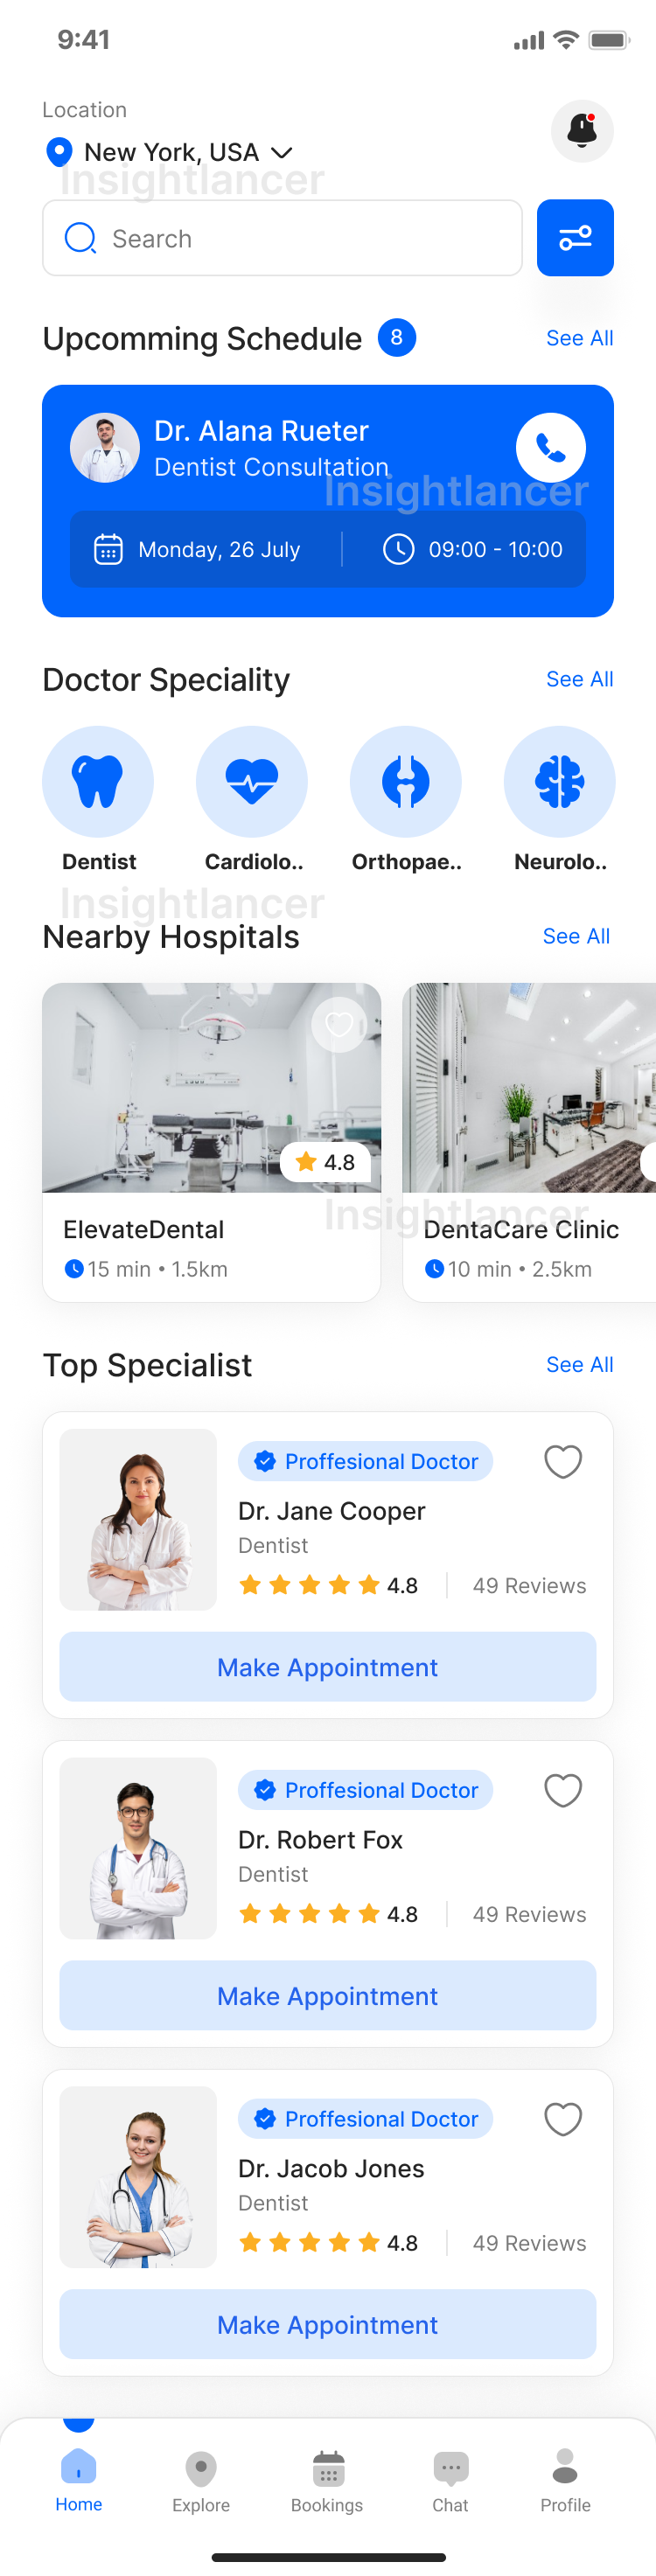 9:41
Location
New York, USA
Insightlancer
Search
Upcomming Schedule 8 See All
Dr. Alana Rueter
Dentist Consultation
Insightlancer
Monday, 26 July 09:00 - 10:00
Doctor Speciality See All
Dentist Cardiolo.. Orthopae.. Neurolo..
Insightlancer
Nearby Hospitals See All
4.8
Insightlancer
ElevateDental DentaCare Clinic
15 min • 1.5km 10 min • 2.5km
Top Specialist See All
Proffesional Doctor
Dr. Jane Cooper
Dentist
4.8 49 Reviews
Make Appointment
Proffesional Doctor
Dr. Robert Fox
Dentist
4.8 49 Reviews
Make Appointment
Proffesional Doctor
Dr. Jacob Jones
Dentist
4.8 49 Reviews
Make Appointment
Home Explore Bookings Chat Profile